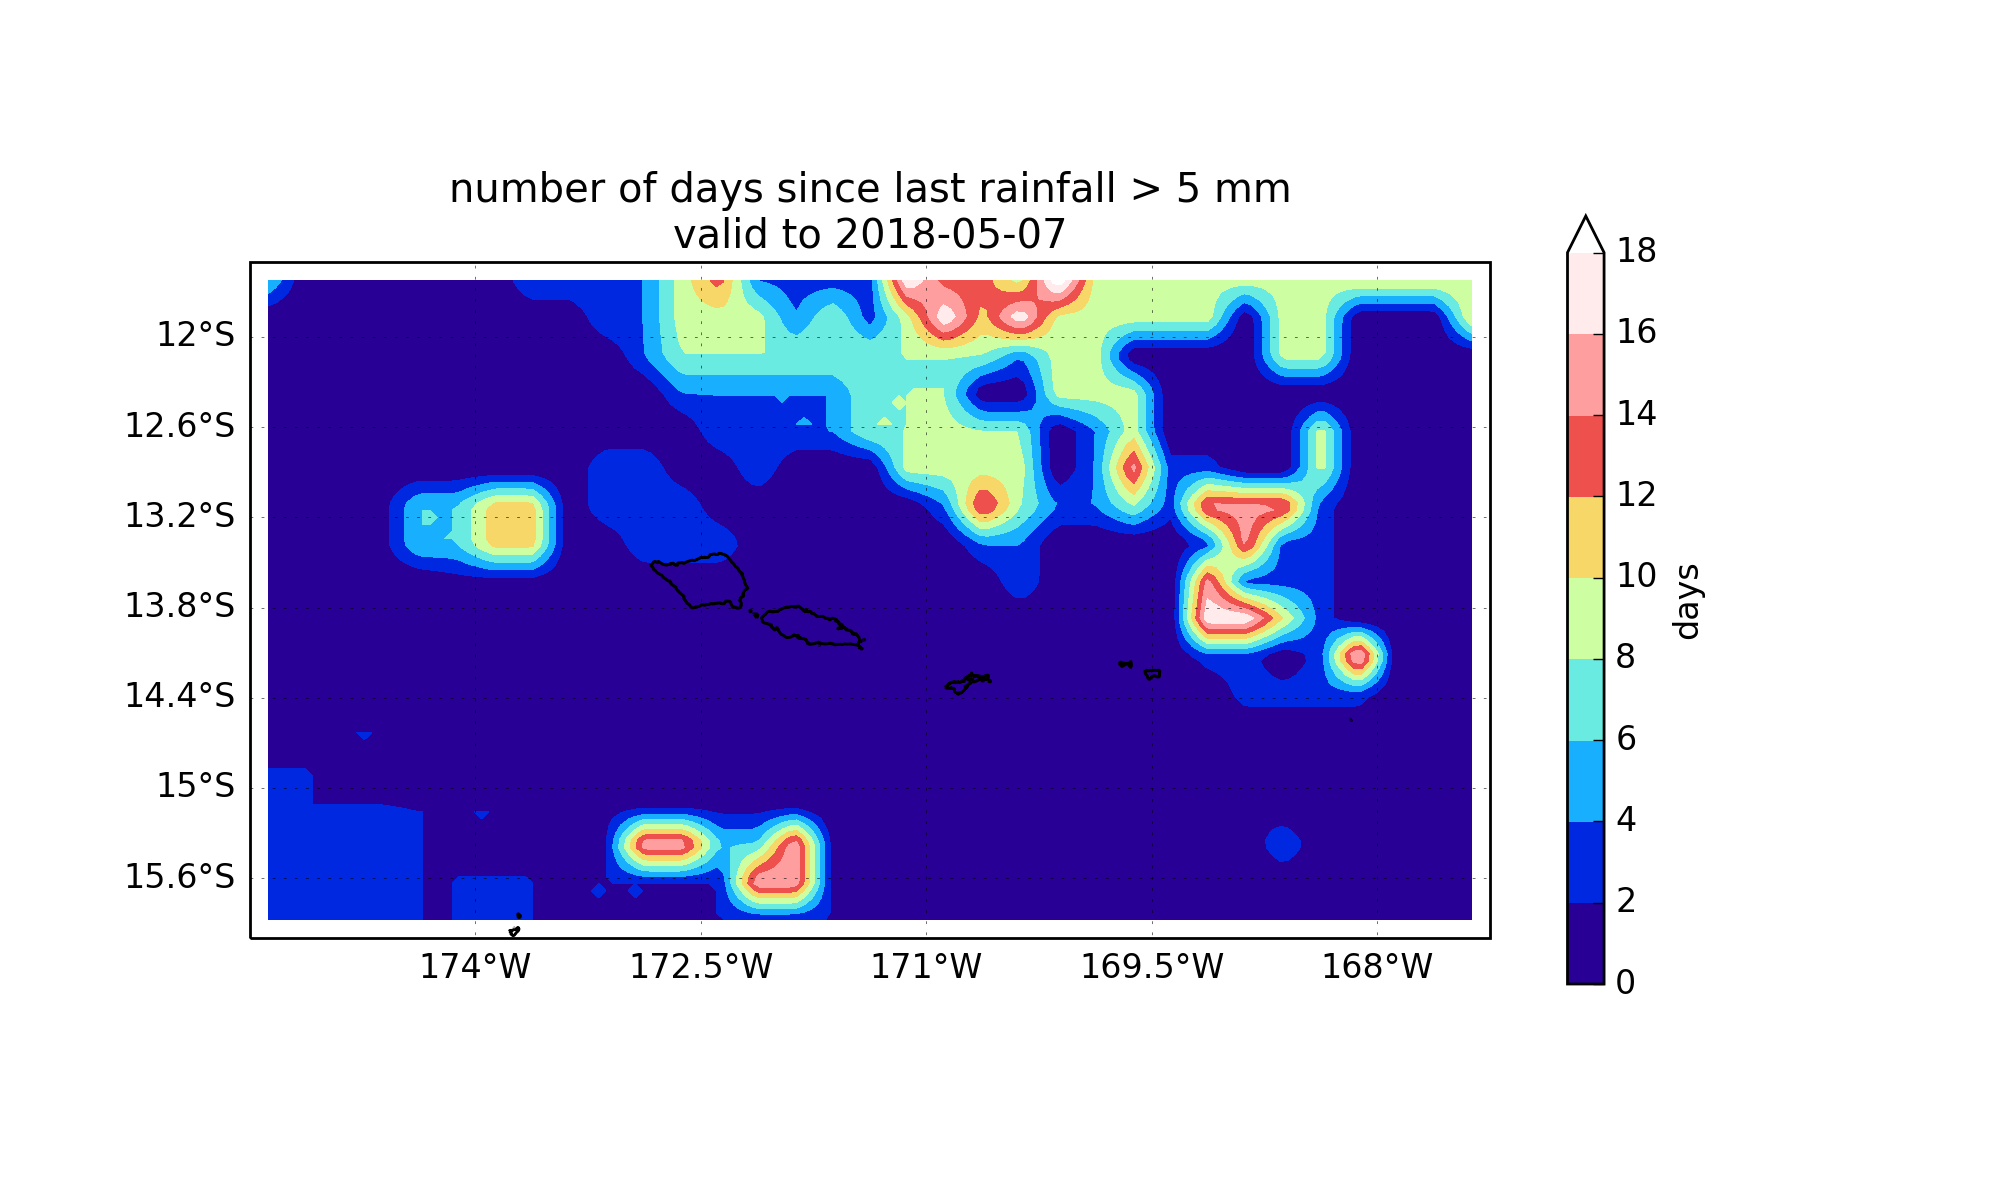 number of days since last rainfall > 5 mm
valid to 2018-05-07
12°S
12.6°S
13.2°S
13.8°S
14.4°S
15°S
15.6°S
174°W
172.5°W
171°W
169.5°W
168°W
18
16
14
12
10
8
6
4
2
0
days